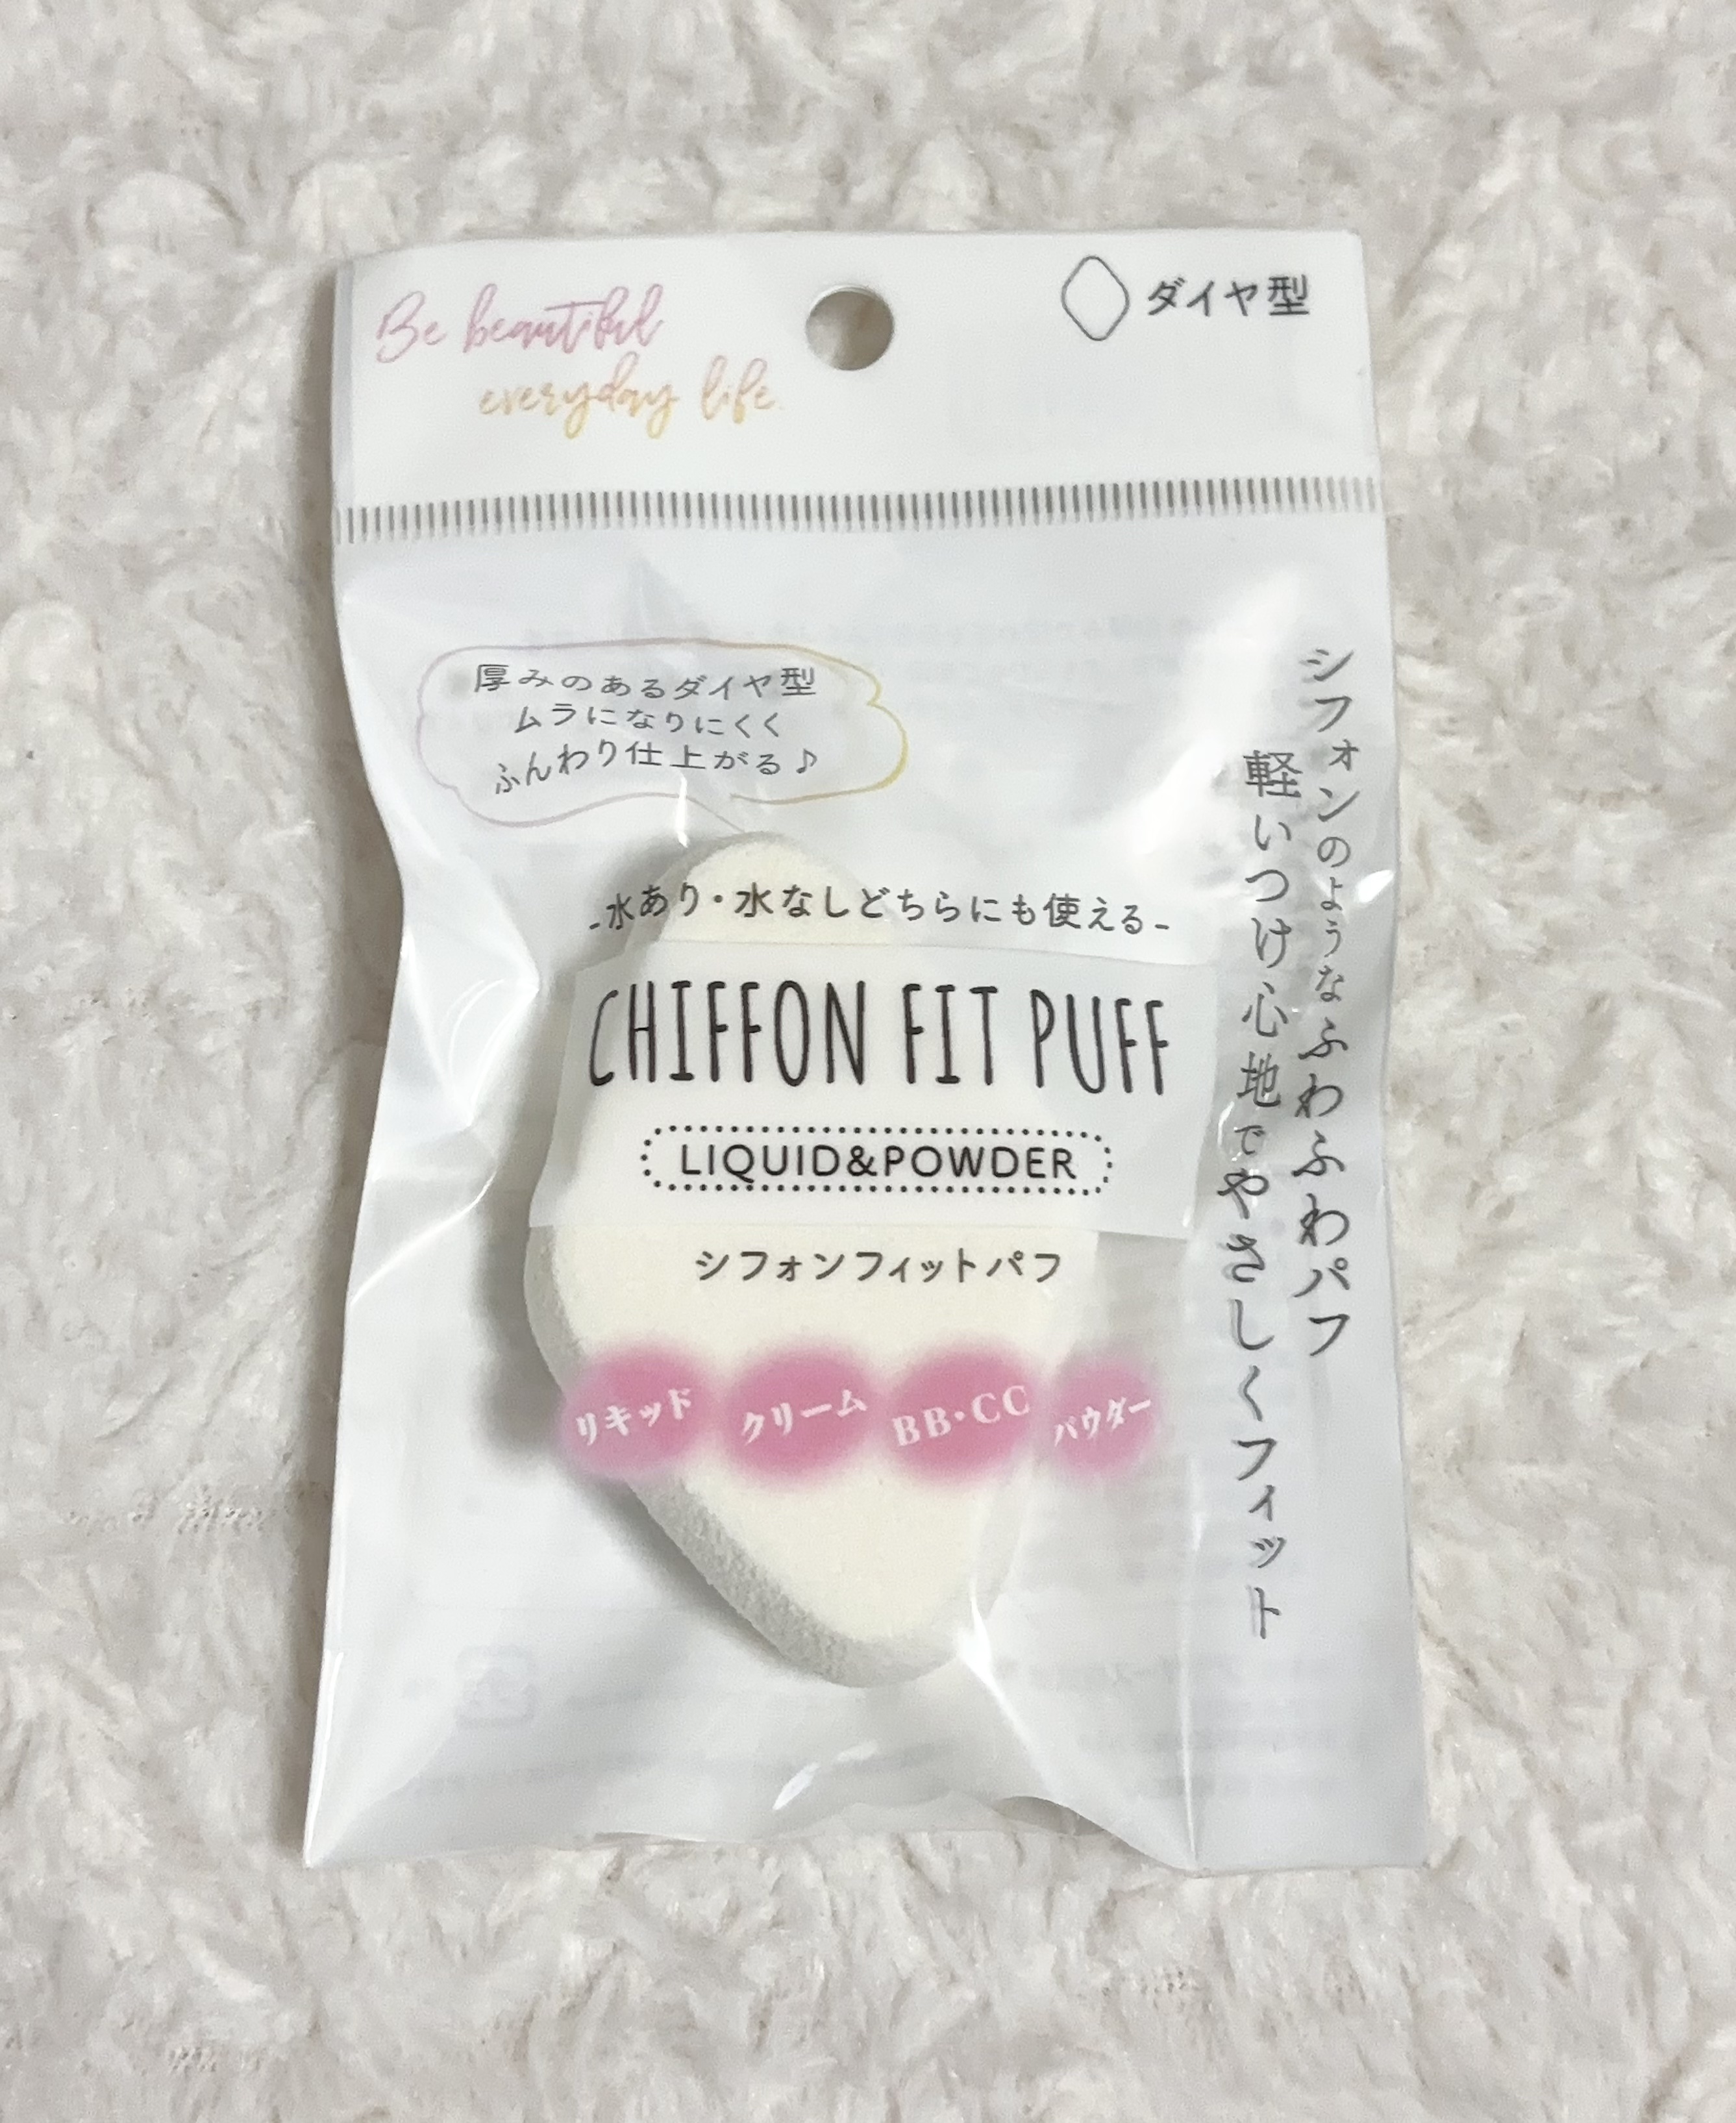 Be beautiful
everyday life
ダイヤ型
厚みのあるダイヤ型
ムラになりにくく
ふんわり仕上がる♪
シフォンのようなふわふわパフ
軽いつけ心地でやさしくフィット
-水あり・水なしどちらにも使える-
CHIFFON FIT PUFF
LIQUID&POWDER
シフォンフィットパフ
リキッド クリーム BB・CC パウダー